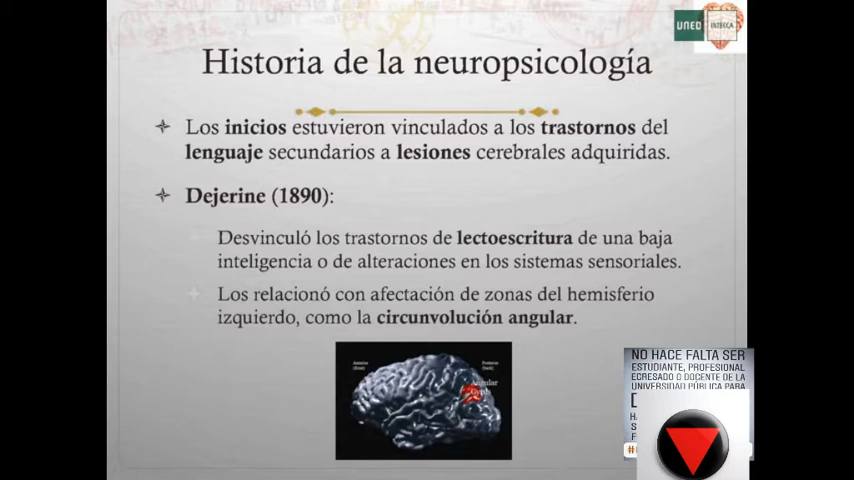 UNED
INTECCA
Historia de la neuropsicología
Los inicios estuvieron vinculados a los trastornos del
lenguaje secundarios a lesiones cerebrales adquiridas.
Dejerine (1890):
Desvinculó los trastornos de lectoescritura de una baja
inteligencia o de alteraciones en los sistemas sensoriales.
Los relacionó con afectación de zonas del hemisferio
izquierdo, como la circunvolución angular.
Angular
Gyrus
NO HACE FALTA SER
ESTUDIANTE, PROFESIONAL
EGRESADO O DOCENTE DE LA
UNIVERSIDAD PÚBLICA PARA